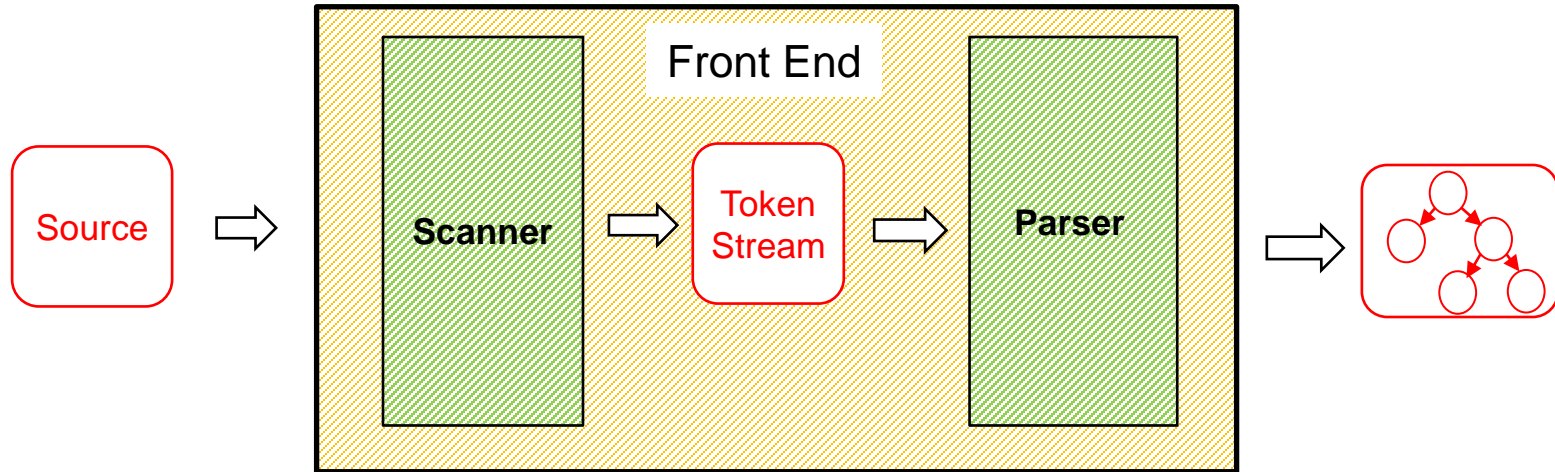 Front End
Source
Scanner
Token
Stream
Parser